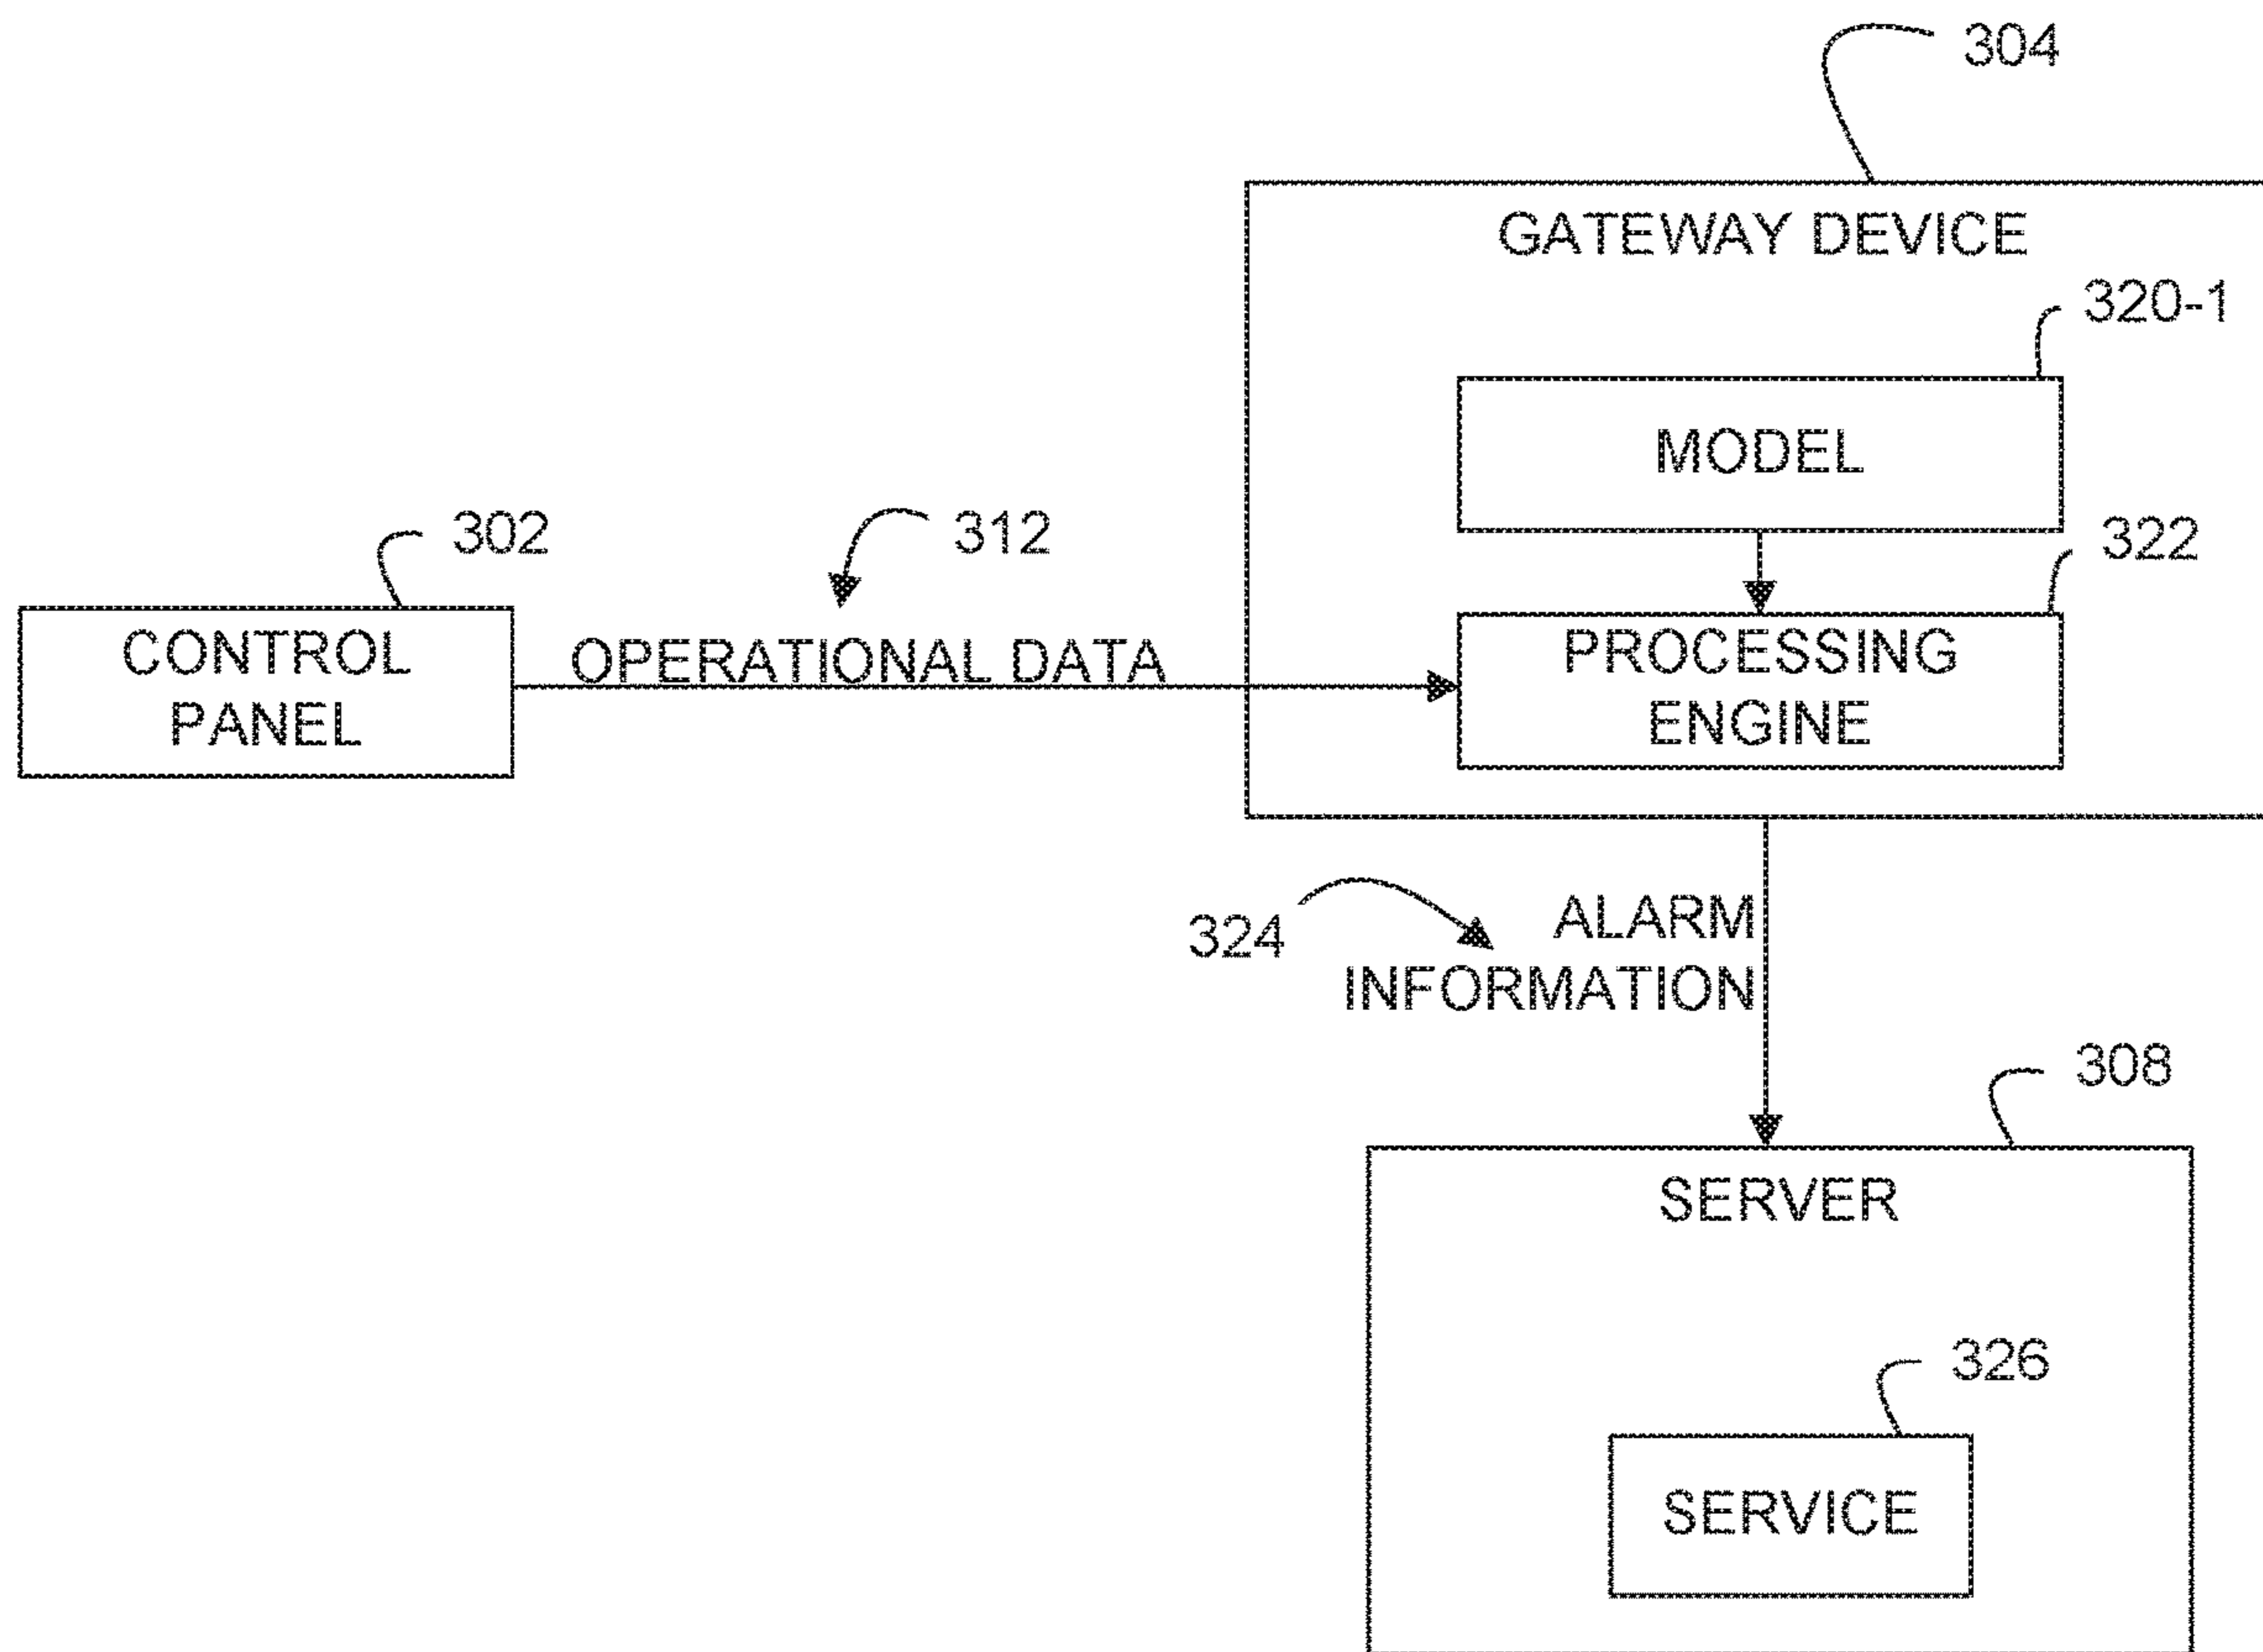 304
GATEWAY DEVICE
320-1
MODEL
302
312
322
CONTROL
PANEL
OPERATIONAL DATA
PROCESSING
ENGINE
324
ALARM
INFORMATION
308
SERVER
326
SERVICE